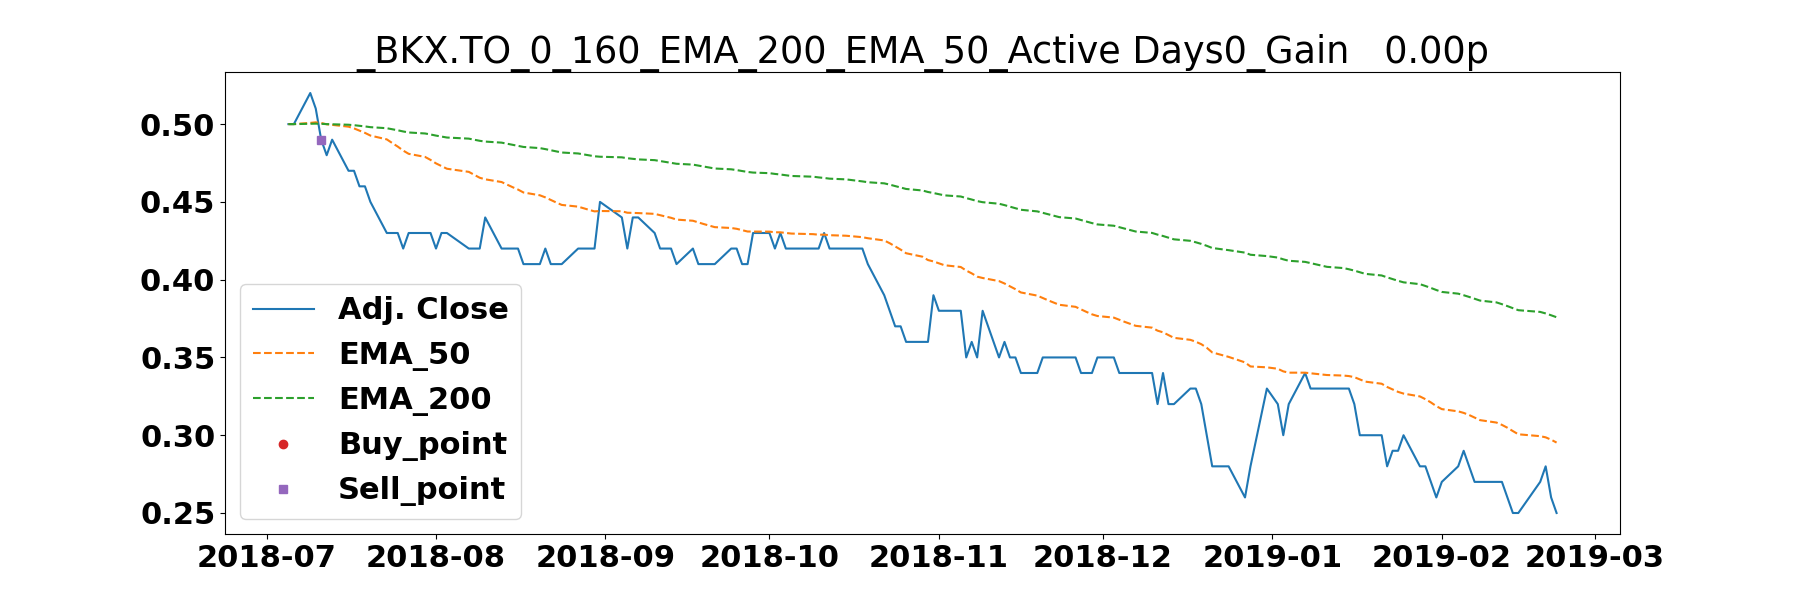 _BKX.TO_0_160_EMA_200_EMA_50_Active Days0_Gain   0.00p
0.50
0.45
0.40
0.35
0.30
0.25
Adj. Close
EMA_50
EMA_200
Buy_point
Sell_point
2018-07 2018-08 2018-09 2018-10 2018-11 2018-12 2019-01 2019-02 2019-03